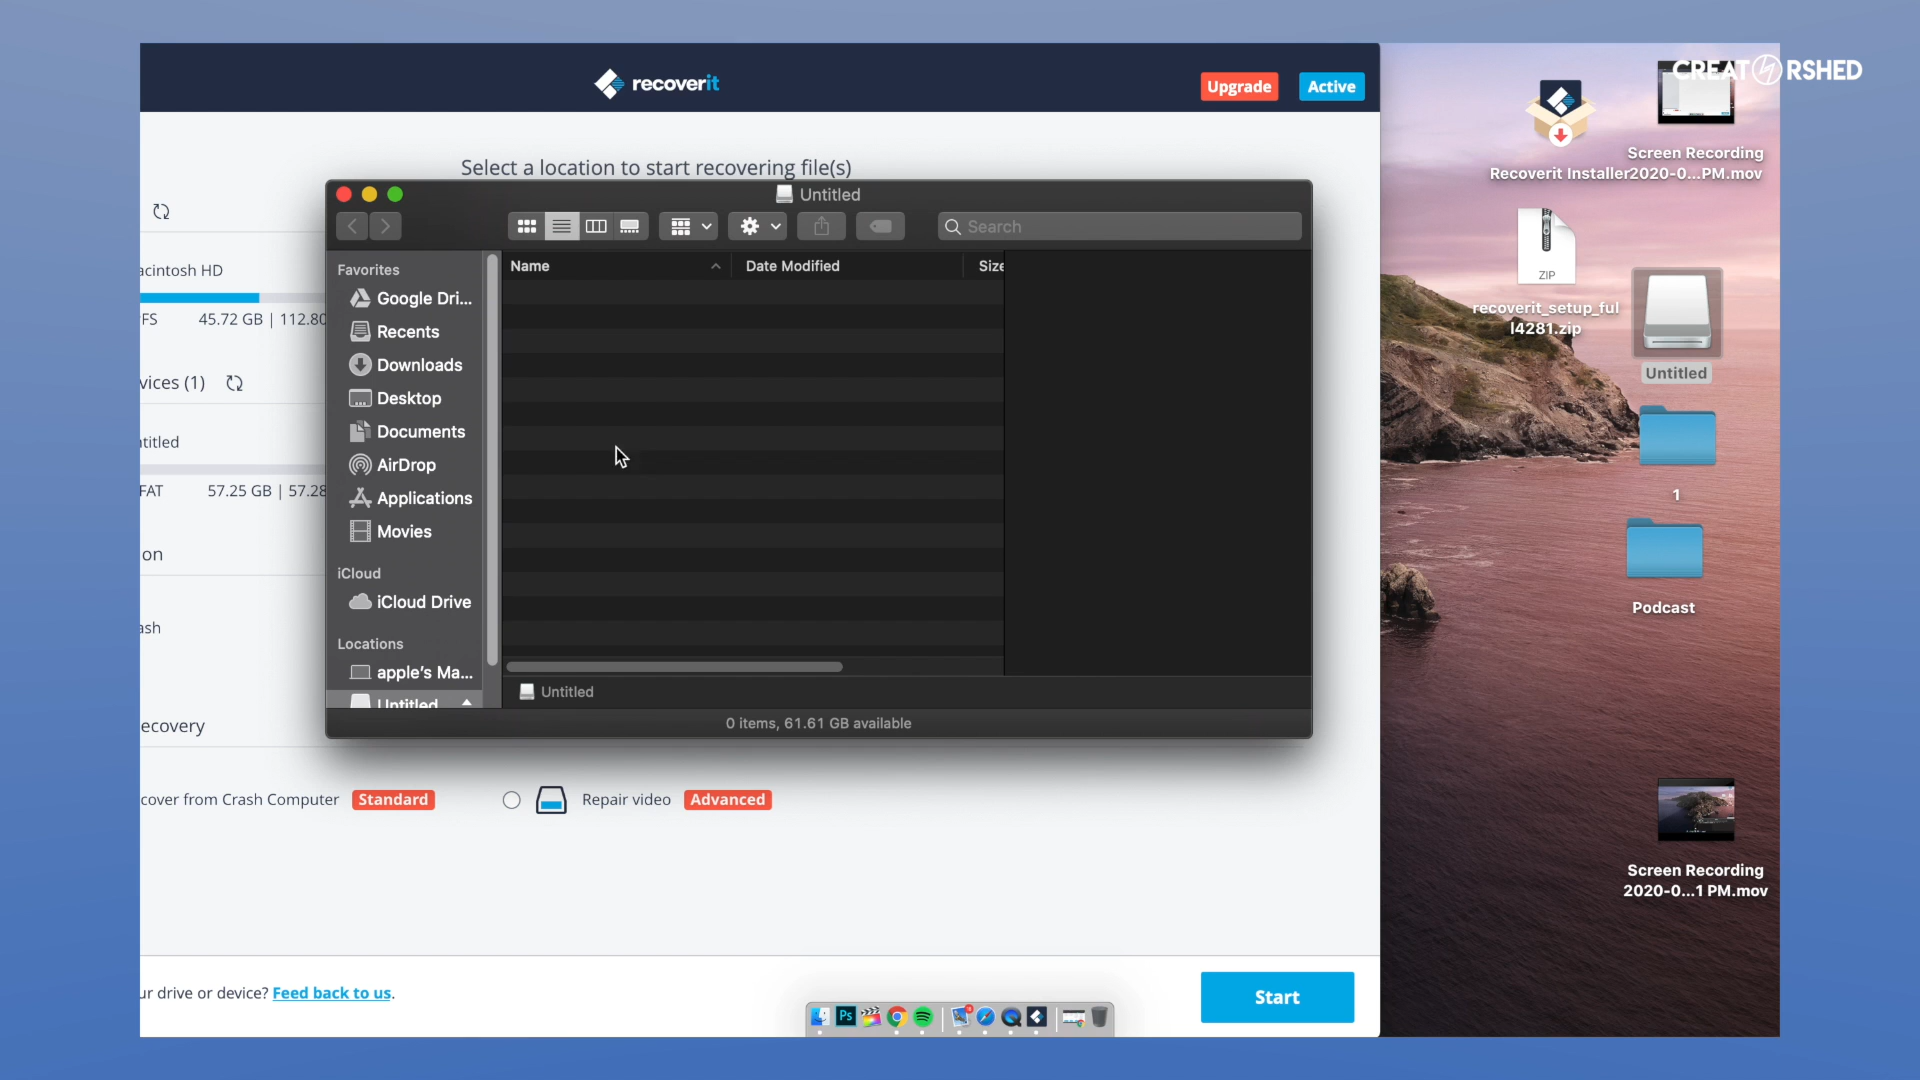 recoverit
Upgrade
Active
CREAT RSHED
Select a location to start recovering file(s)
Untitled
Search
Name
Date Modified
Size
Favorites
Google Dri...
Recents
Downloads
Desktop
Documents
AirDrop
Applications
Movies
iCloud
iCloud Drive
Locations
apple's Ma...
Untitled
Untitled
0 items, 61.61 GB available
acintosh HD
FS 45.72 GB | 112.80
vices (1)
ntitled
FAT 57.25 GB | 57.28
on
ash
ecovery
cover from Crash Computer Standard
Repair video Advanced
ur drive or device? Feed back to us.
Start
Ps
Recoverit Installer
Screen Recording
2020-0...PM.mov
ZIP
recoverit_setup_ful
l4281.zip
Untitled
1
Podcast
Screen Recording
2020-0...1 PM.mov